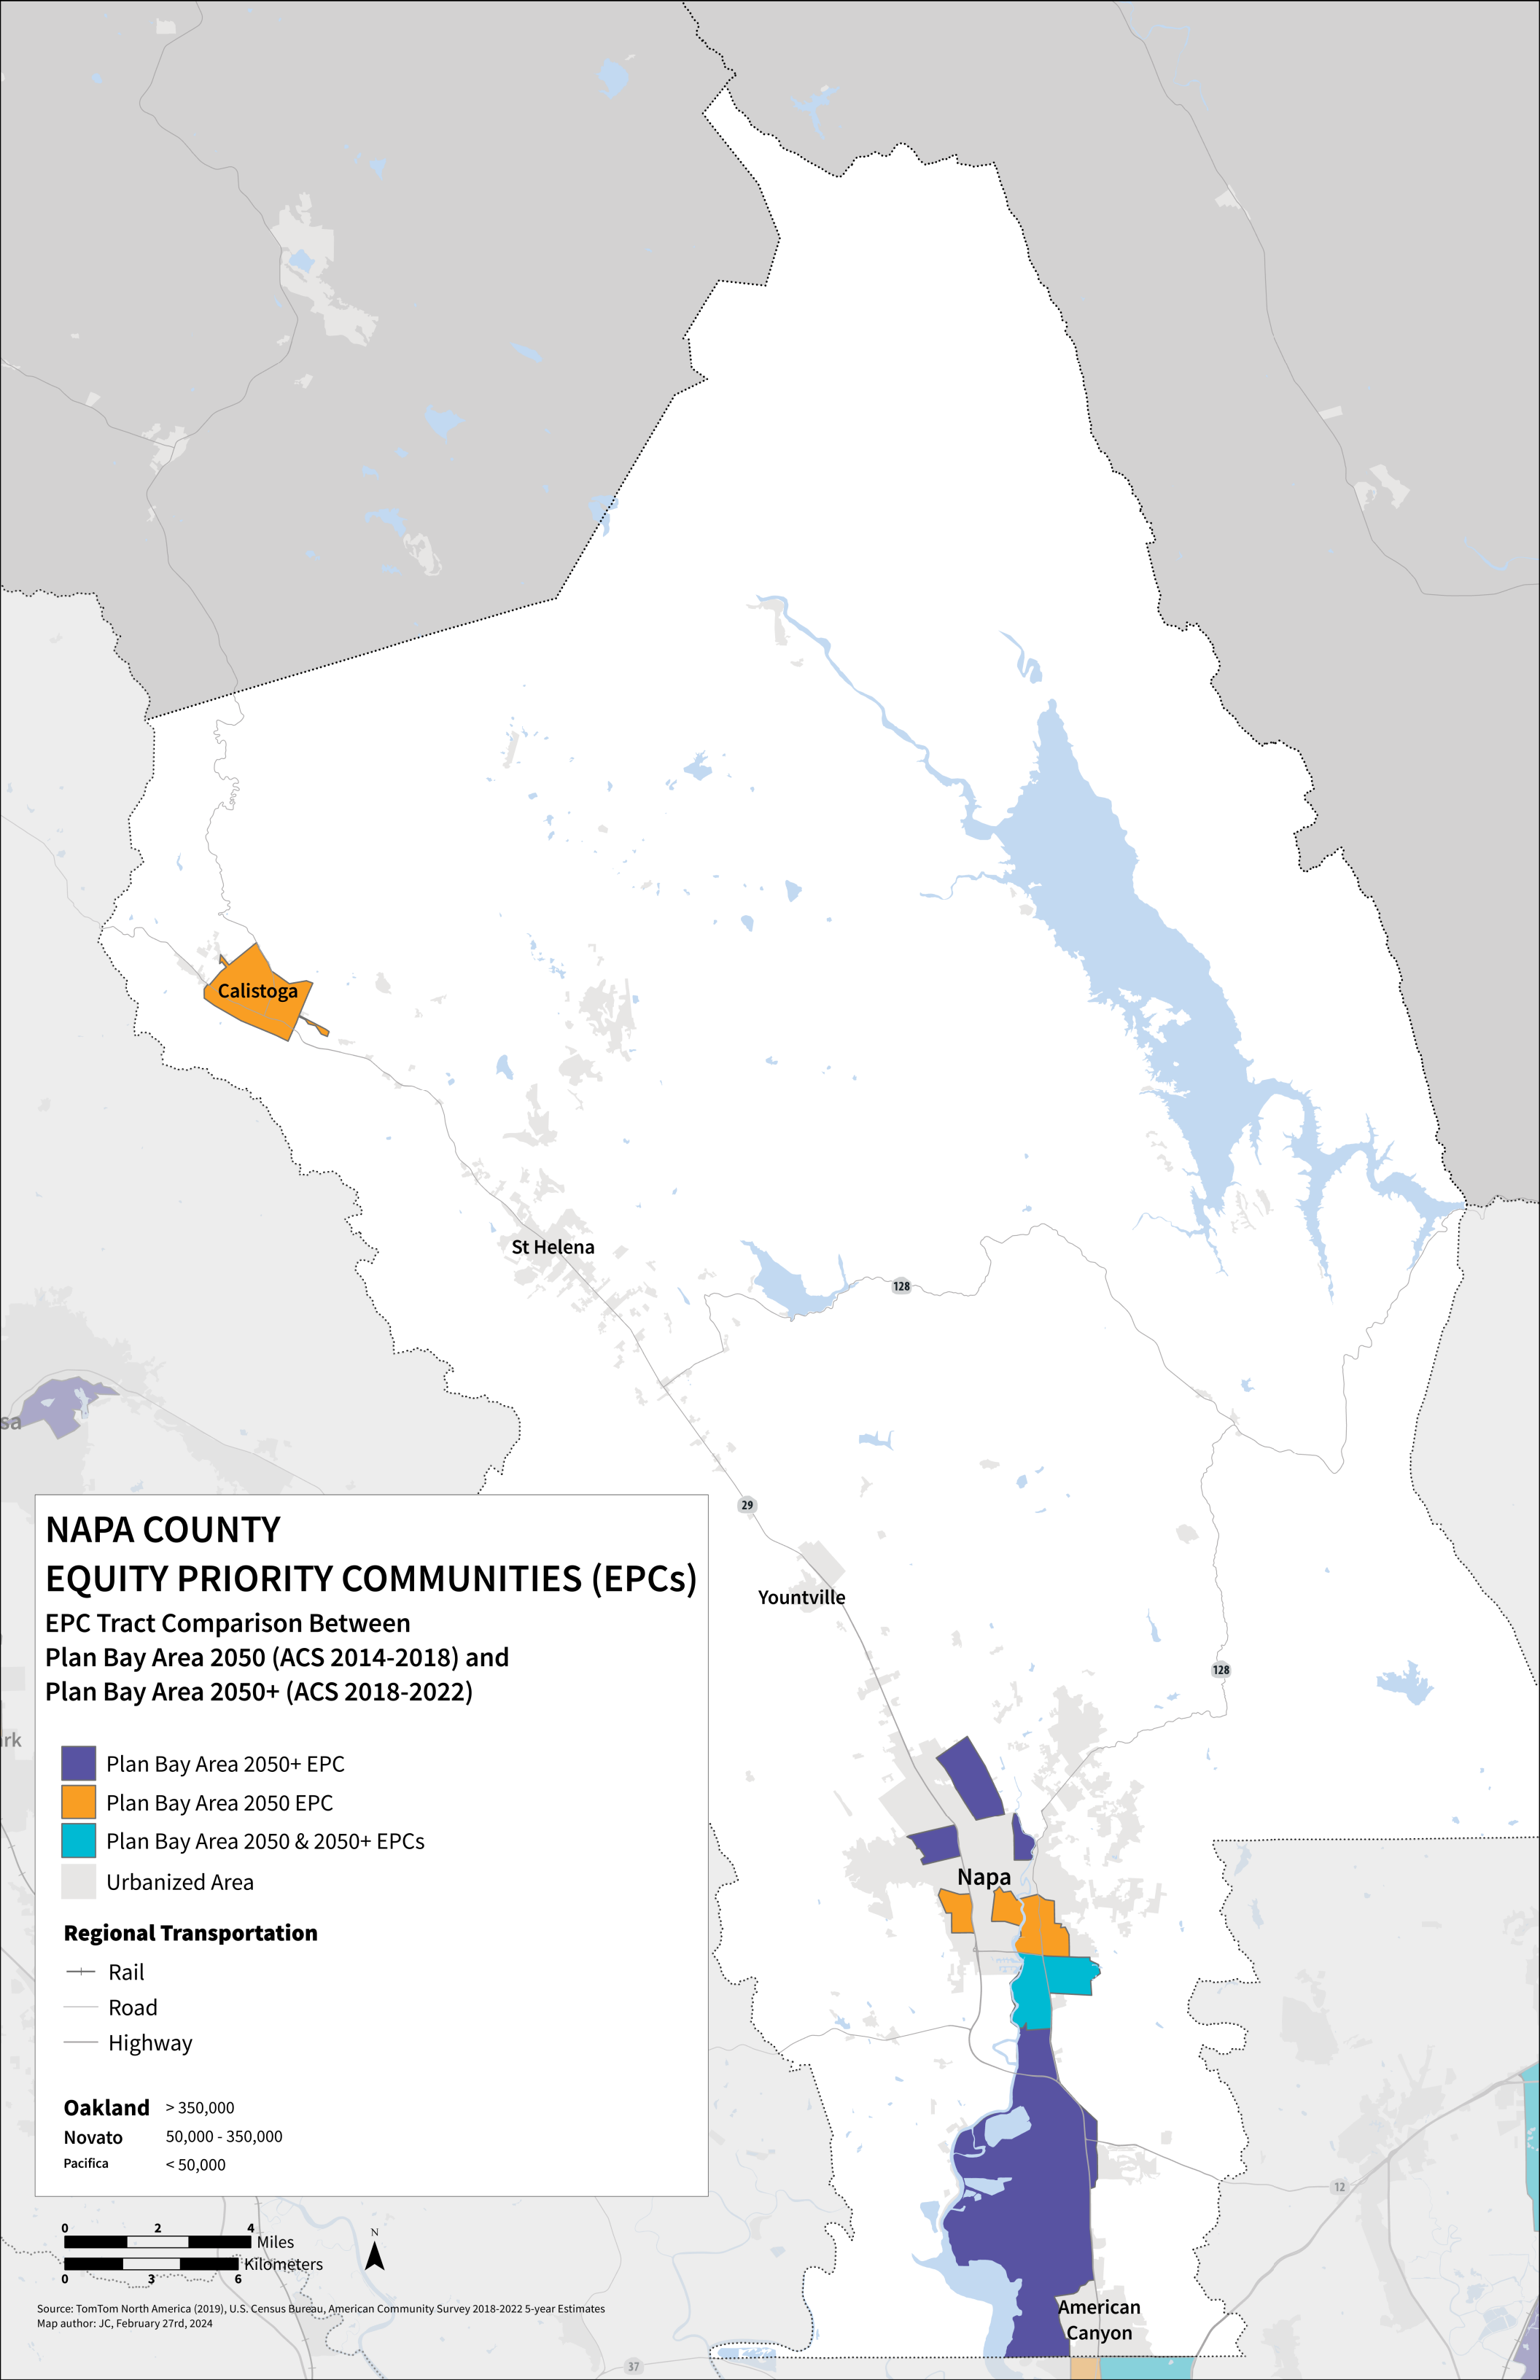 Calistoga
St Helena
128
sa
29
NAPA COUNTY
EQUITY PRIORITY COMMUNITIES (EPCs)
EPC Tract Comparison Between
Plan Bay Area 2050 (ACS 2014-2018) and
Plan Bay Area 2050+ (ACS 2018-2022)
Yountville
128
rk
Plan Bay Area 2050+ EPC
Plan Bay Area 2050 EPC
Plan Bay Area 2050 & 2050+ EPCs
Urbanized Area
Napa
Regional Transportation
Rail
Road
Highway
Oakland > 350,000
Novato 50,000 - 350,000
Pacifica < 50,000
12
0 2 4
Miles
Kilometers
0 3 6
N
American
Canyon
Source: TomTom North America (2019), U.S. Census Bureau, American Community Survey 2018-2022 5-year Estimates
Map author: JC, February 27rd, 2024
37